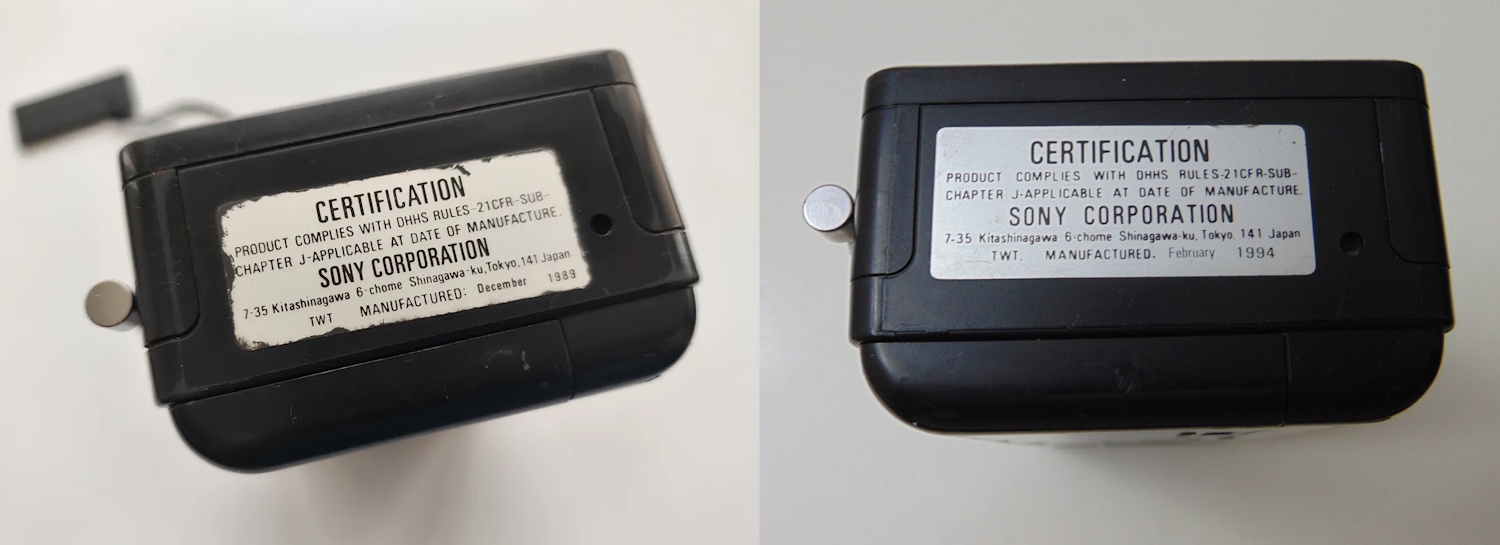 CERTIFICATION
PRODUCT COMPLIES WITH DHHS RULES-21CFR-SUB-
CHAPTER J-APPLICABLE AT DATE OF MANUFACTURE.
SONY CORPORATION
7-35 Kitashinagawa 6-chome Shinagawa-ku, Tokyo, 141 Japan
TWT MANUFACTURED: December 1989
CERTIFICATION
PRODUCT COMPLIES WITH DHHS RULES-21CFR-SUB-
CHAPTER J-APPLICABLE AT DATE OF MANUFACTURE.
SONY CORPORATION
7-35 Kitashinagawa 6-chome Shinagawa-ku, Tokyo, 141 Japan
TWT. MANUFACTURED. February 1994